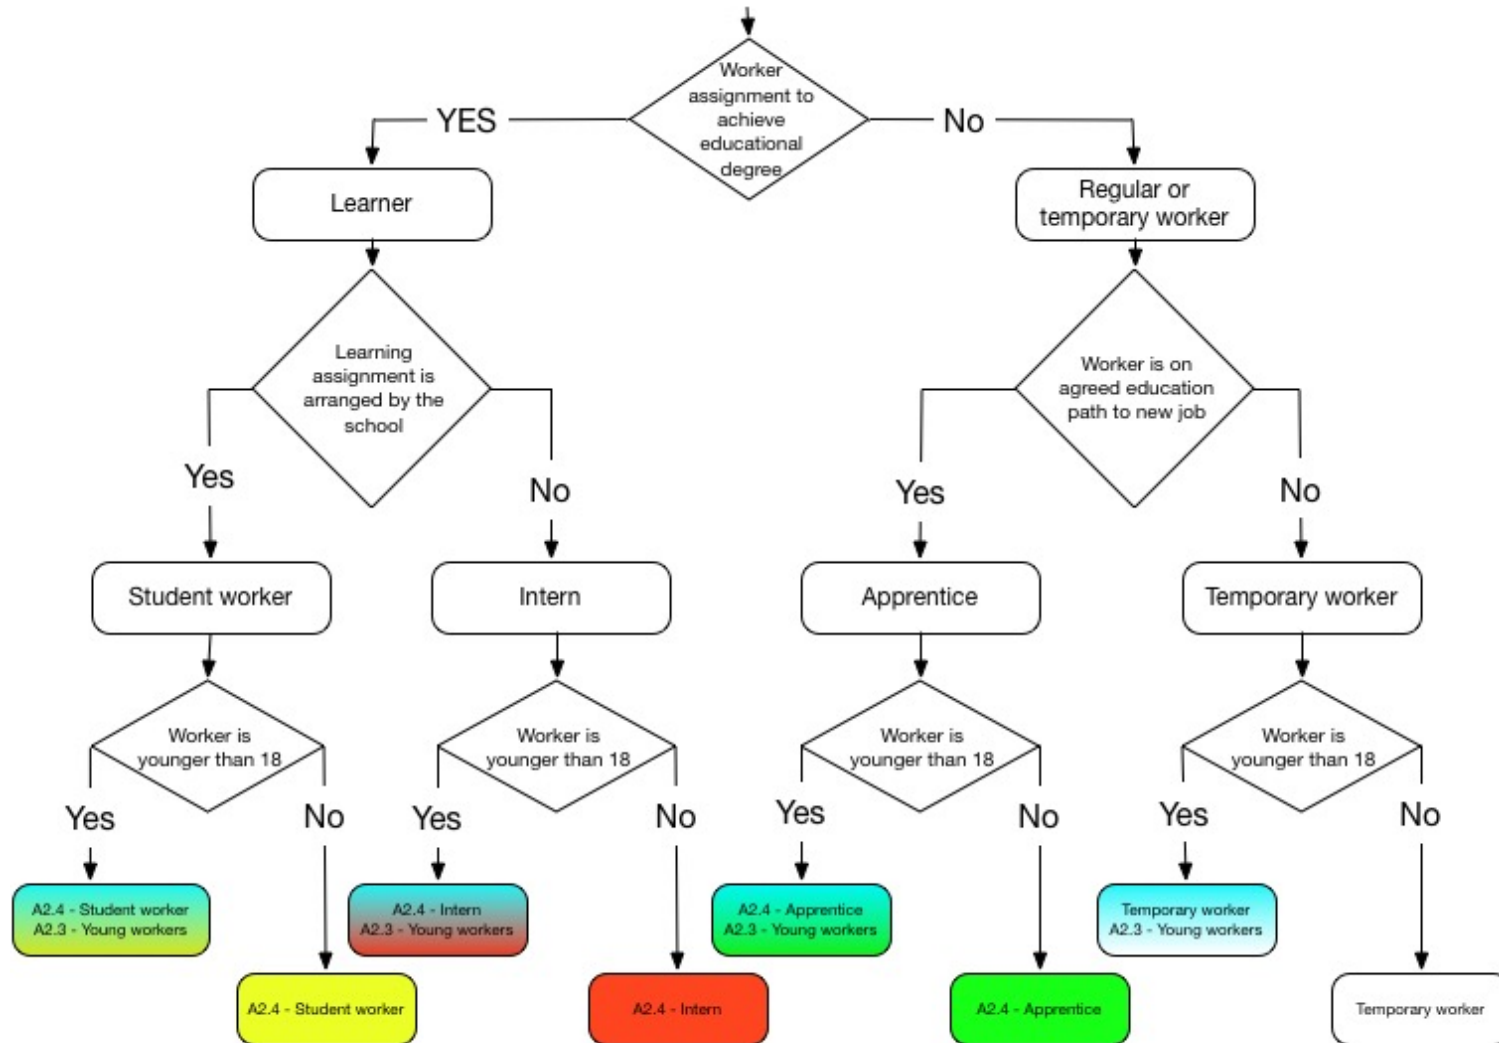 Worker
assignment to
achieve
educational
degree
YES
No
Learner
Regular or
temporary worker
Learning
assignment is
arranged by the
school
Worker is on
agreed education
path to new job
Yes
No
Yes
No
Student worker
Intern
Apprentice
Temporary worker
Worker is
younger than 18
Worker is
younger than 18
Worker is
younger than 18
Worker is
younger than 18
Yes
No
Yes
No
Yes
No
Yes
No
A2.4 - Student worker
A2.3 - Young workers
A2.4 - Intern
A2.3 - Young workers
A2.4 - Apprentice
A2.3 - Young workers
Temporary worker
A2.3 - Young workers
A2.4 - Student worker
A2.4 - Intern
A2.4 - Apprentice
Temporary worker